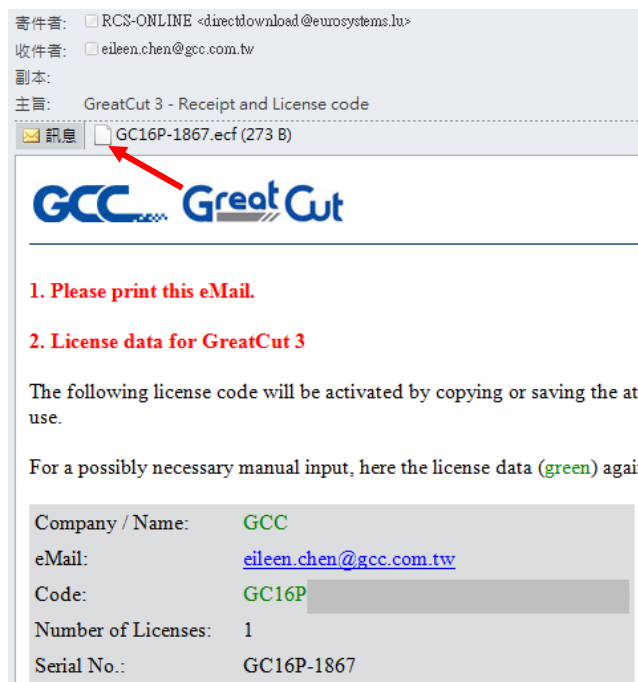 寄件者: RCS-ONLINE <directdownload@eurosystems.lu>
收件者: eileen.chen@gcc.com.tw
副本:
主旨: GreatCut 3 - Receipt and License code
訊息 GC16P-1867.ecf (273 B)
GCC GreatCut
1. Please print this eMail.
2. License data for GreatCut 3
The following license code will be activated by copying or saving the at
use.
For a possibly necessary manual input, here the license data (green) agai
Company / Name: GCC
eMail: eileen.chen@gcc.com.tw
Code: GC16P
Number of Licenses: 1
Serial No.: GC16P-1867